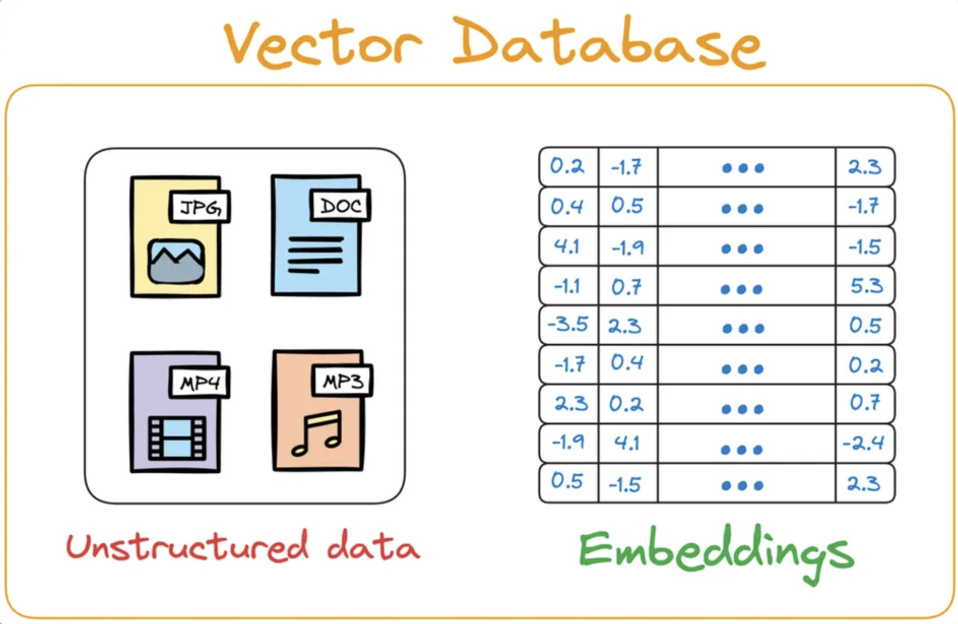 Vector Database
JPG DOC
MP4 MP3
Unstructured data
0.2 -1.7 ••• 2.3
0.4 0.5 ••• -1.7
4.1 -1.9 ••• -1.5
-1.1 0.7 ••• 5.3
-3.5 2.3 ••• 0.5
-1.7 0.4 ••• 0.2
2.3 0.2 ••• 0.7
-1.9 4.1 ••• -2.4
0.5 -1.5 ••• 2.3
Embeddings